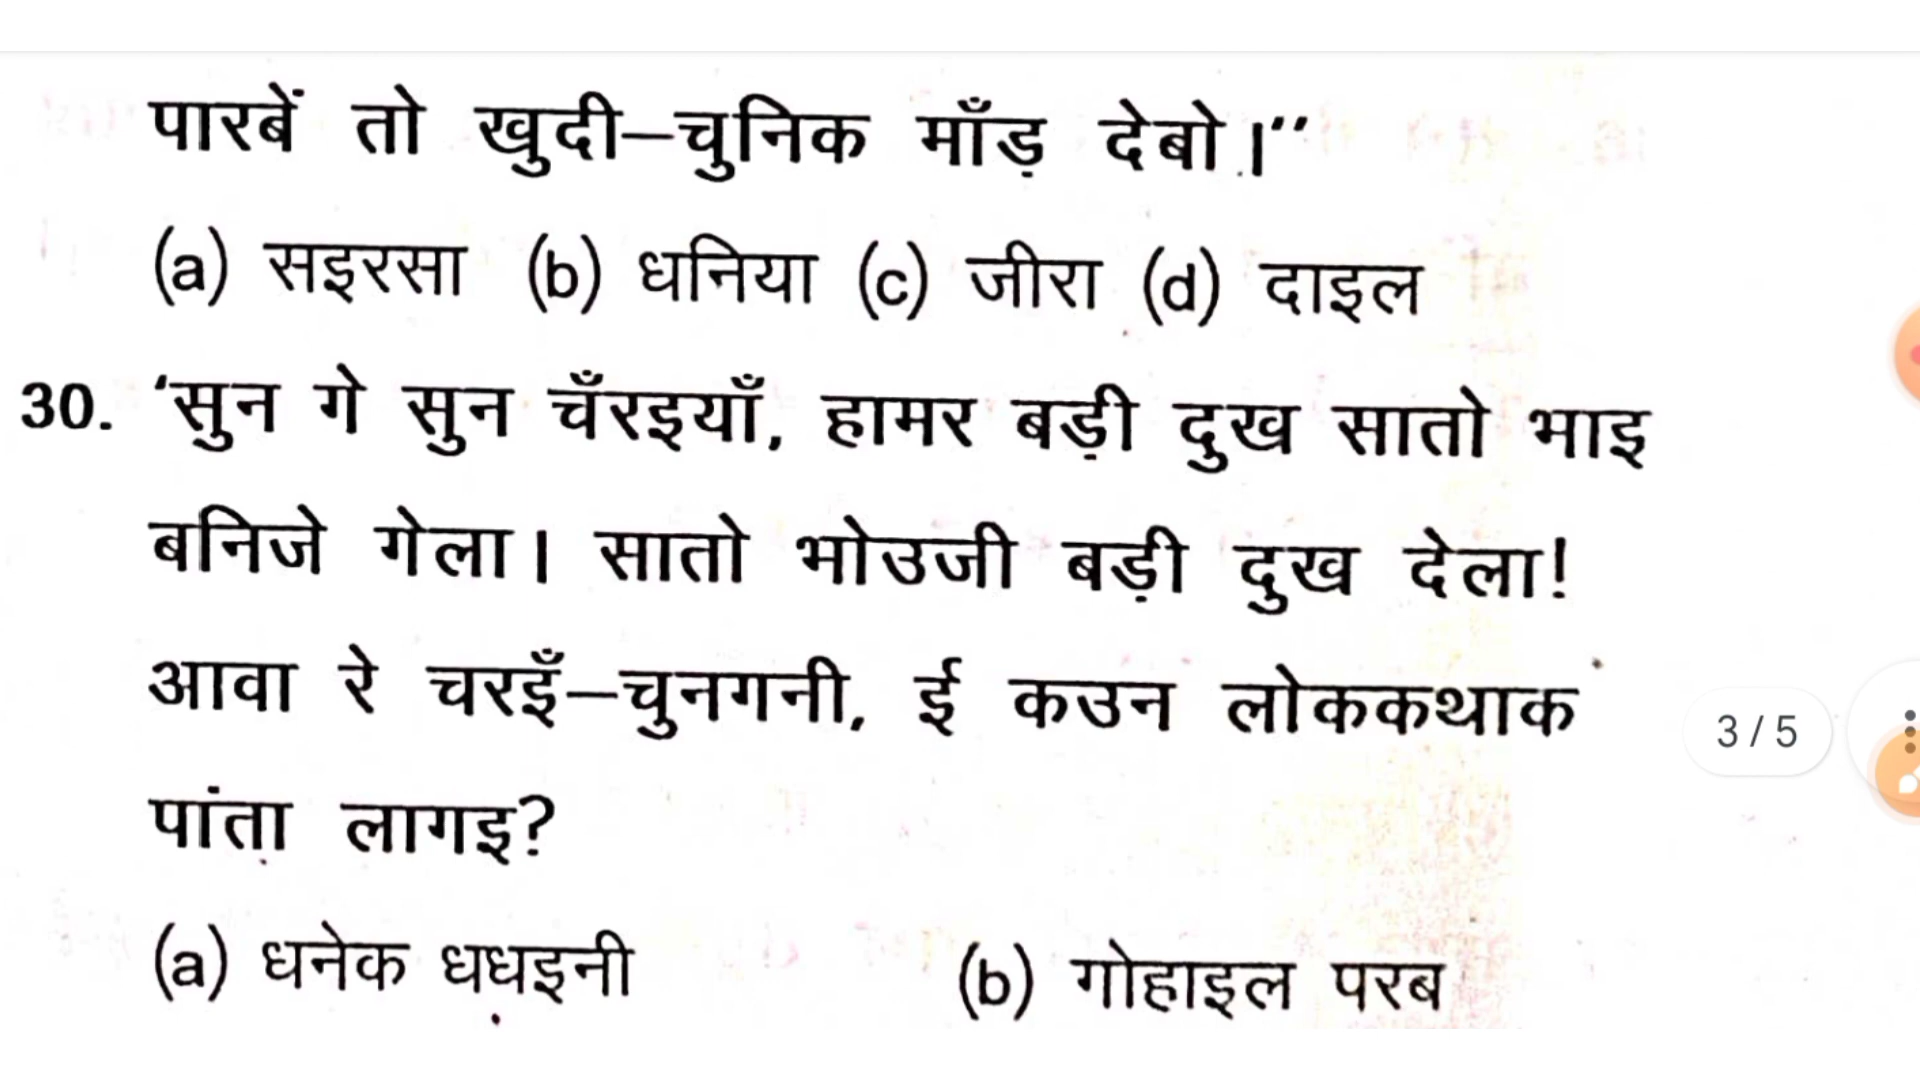 पारबें तो खुदी–चुनिक माँड़ देबो।”
(a) सइरसा (b) धनिया (c) जीरा (d) दाइल
30. ‘सुन गे सुन चँरइयाँ, हामर बड़ी दुख सातो भाइ
बनिजे गेला। सातो भोउजी बड़ी दुख देला!
आवा रे चरइँ–चुनगनी, ई कउन लोककथाक
पांता लागइ?
3 / 5
(a) धनेक धधइनी (b) गोहाइल परब